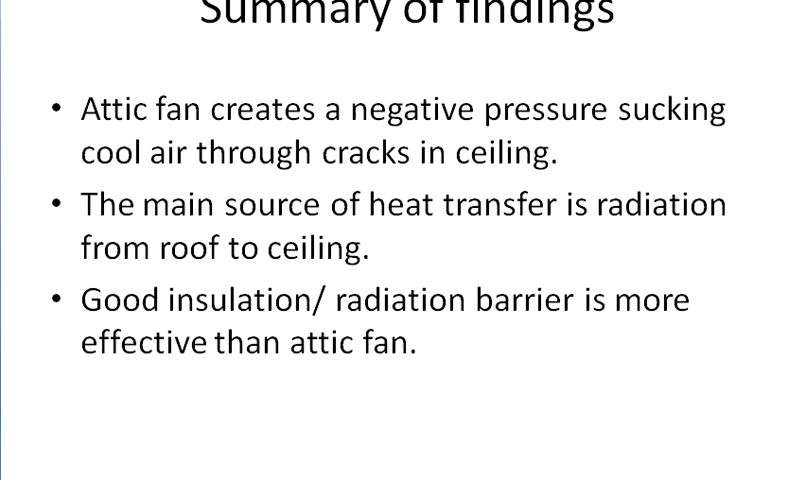 Summary of findings
• Attic fan creates a negative pressure sucking
cool air through cracks in ceiling.
• The main source of heat transfer is radiation
from roof to ceiling.
• Good insulation/ radiation barrier is more
effective than attic fan.